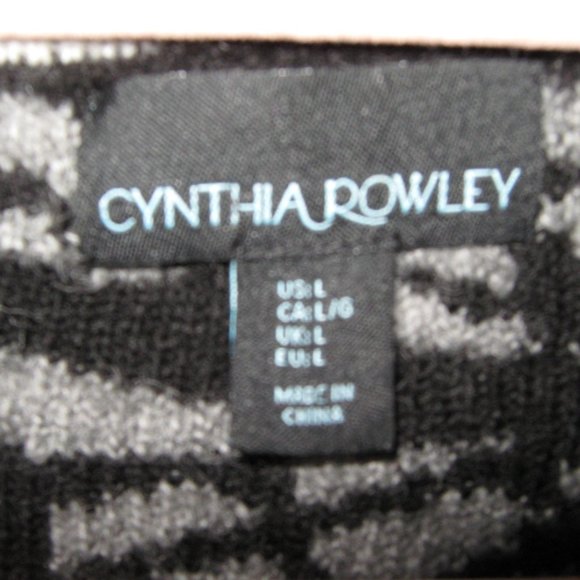 CYNTHIA ROWLEY
US: L
CA: L/G
UK: L
EU: L
MADE IN
CHINA